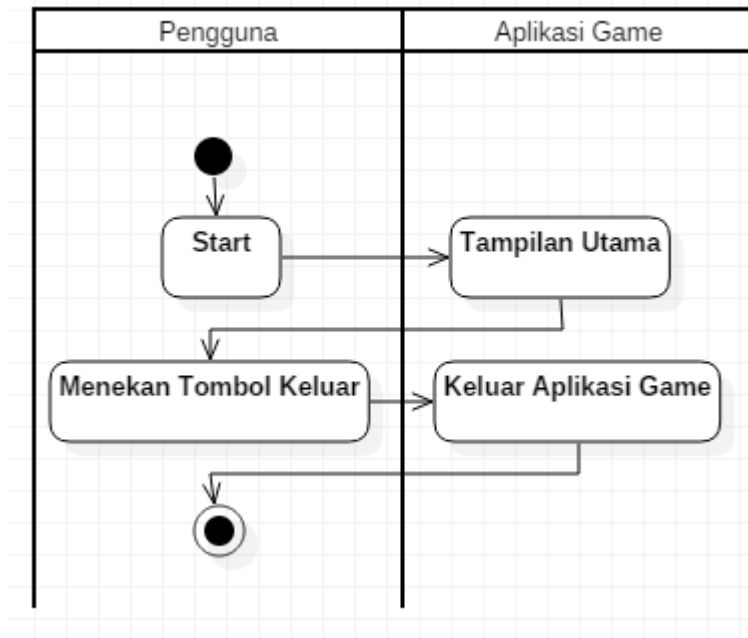 Pengguna
Aplikasi Game
Start
Tampilan Utama
Menekan Tombol Keluar
Keluar Aplikasi Game